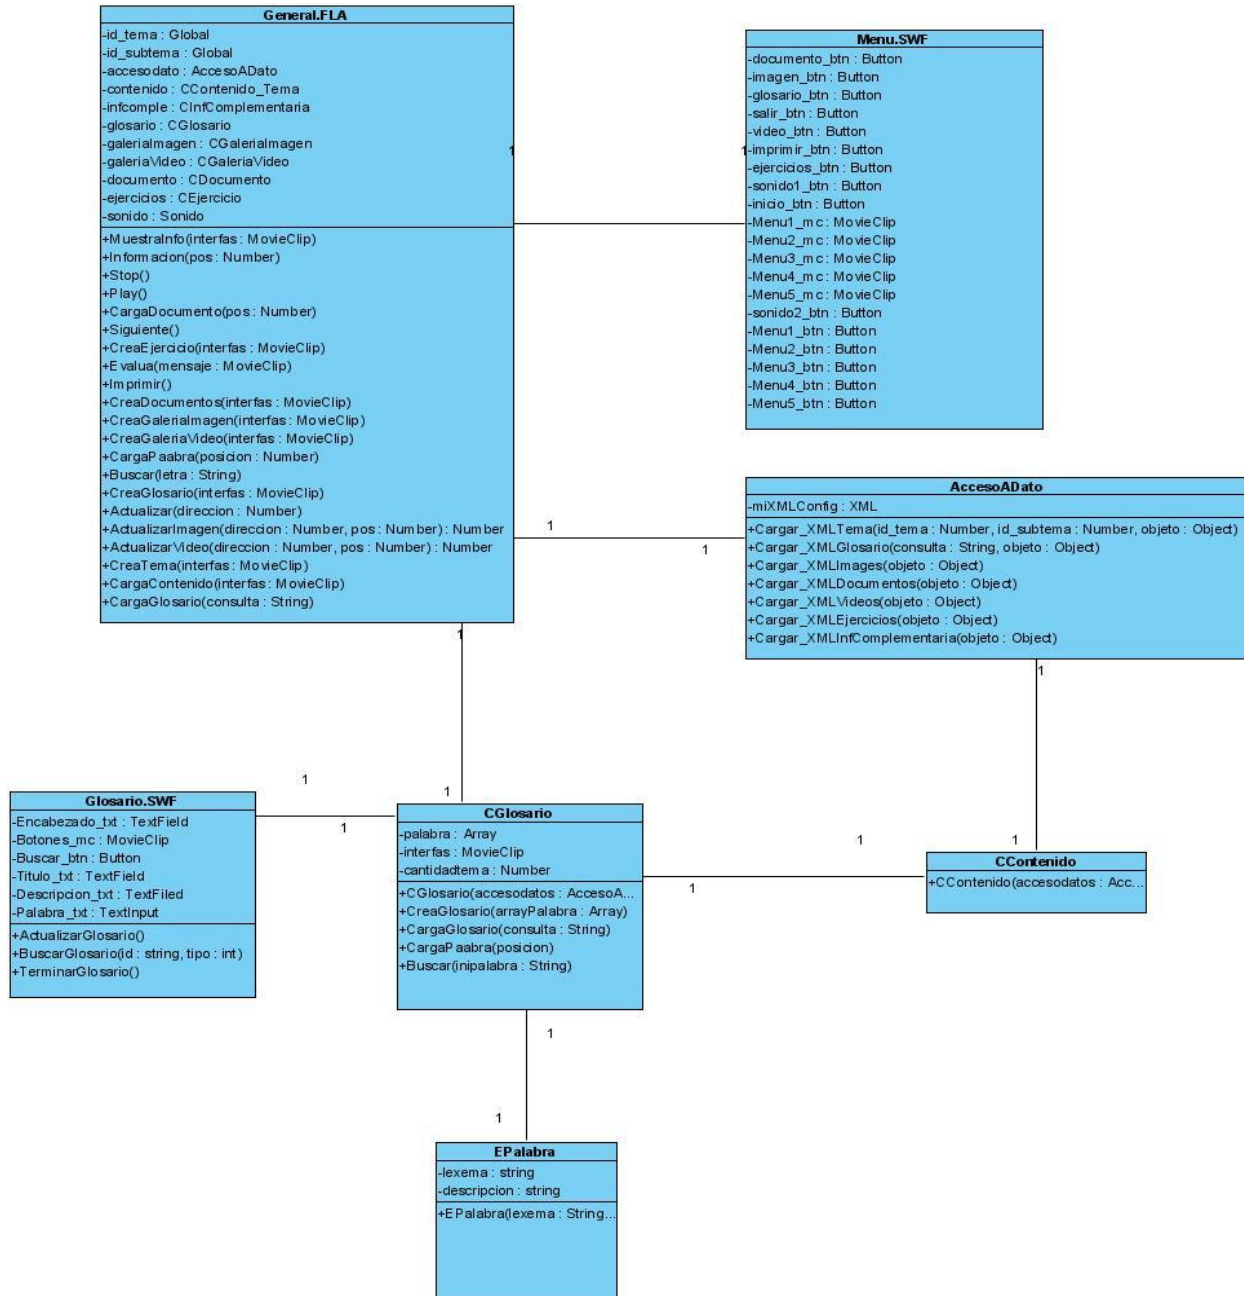 General.FLA
-id_tema : Global
-id_subtema : Global
-accesodato : AccesoADato
-contenido : CContenido_Tema
-infcomple : CInfComplementaria
-glosario : CGlosario
-galeriaImagen : CGaleriaImagen
-galeriaVideo : CGaleriaVideo
-documento : CDocumento
-ejercicios : CEjercicio
-sonido : Sonido
+MuestraInfo(interfas : MovieClip)
+Informacion(pos : Number)
+Stop()
+Play()
+CargaDocumento(pos : Number)
+Siguiente()
+CreaEjercicio(interfas : MovieClip)
+Evalua(mensaje : MovieClip)
+Imprimir()
+CreaDocumentos(interfas : MovieClip)
+CreaGaleriaImagen(interfas : MovieClip)
+CreaGaleriaVideo(interfas : MovieClip)
+CargaPaabra(posicion : Number)
+Buscar(letra : String)
+CreaGlosario(interfas : MovieClip)
+Actualizar(direccion : Number)
+ActualizarImagen(direccion : Number, pos : Number) : Number
+ActualizarVideo(direccion : Number, pos : Number) : Number
+CreaTema(interfas : MovieClip)
+CargaContenido(interfas : MovieClip)
+CargaGlosario(consulta : String)
1
1
Menu.SWF
-documento_btn : Button
-imagen_btn : Button
-glosario_btn : Button
-salir_btn : Button
-video_btn : Button
-imprimir_btn : Button
-ejercicios_btn : Button
-sonido1_btn : Button
-inicio_btn : Button
-Menu1_mc : MovieClip
-Menu2_mc : MovieClip
-Menu3_mc : MovieClip
-Menu4_mc : MovieClip
-Menu5_mc : MovieClip
-sonido2_btn : Button
-Menu1_btn : Button
-Menu2_btn : Button
-Menu3_btn : Button
-Menu4_btn : Button
-Menu5_btn : Button
1
1
AccesoADato
-miXMLConfig : XML
+Cargar_XMLTema(id_tema : Number, id_subtema : Number, objeto : Object)
+Cargar_XMLGlosario(consulta : String, objeto : Object)
+Cargar_XMLImages(objeto : Object)
+Cargar_XMLDocumentos(objeto : Object)
+Cargar_XMLVideos(objeto : Object)
+Cargar_XMLEjercicios(objeto : Object)
+Cargar_XMLInfComplementaria(objeto : Object)
1
1
1
1
Glosario.SWF
-Encabezado_txt : TextField
-Botones_mc : MovieClip
-Buscar_btn : Button
-Titulo_txt : TextField
-Descripcion_txt : TextFiled
-Palabra_txt : TextInput
+ActualizarGlosario()
+BuscarGlosario(id : string, tipo : int)
+TerminarGlosario()
1
1
CGlosario
-palabra : Array
-interfas : MovieClip
-cantidadtema : Number
+CGlosario(accesodatos : AccesoA...
+CreaGlosario(arrayPalabra : Array)
+CargaGlosario(consulta : String)
+CargaPaabra(posicion)
+Buscar(inipalabra : String)
1
1
CContenido
+CContenido(accesodatos : Acc...
1
1
EPalabra
-lexema : string
-descripcion : string
+EPalabra(lexema : String...